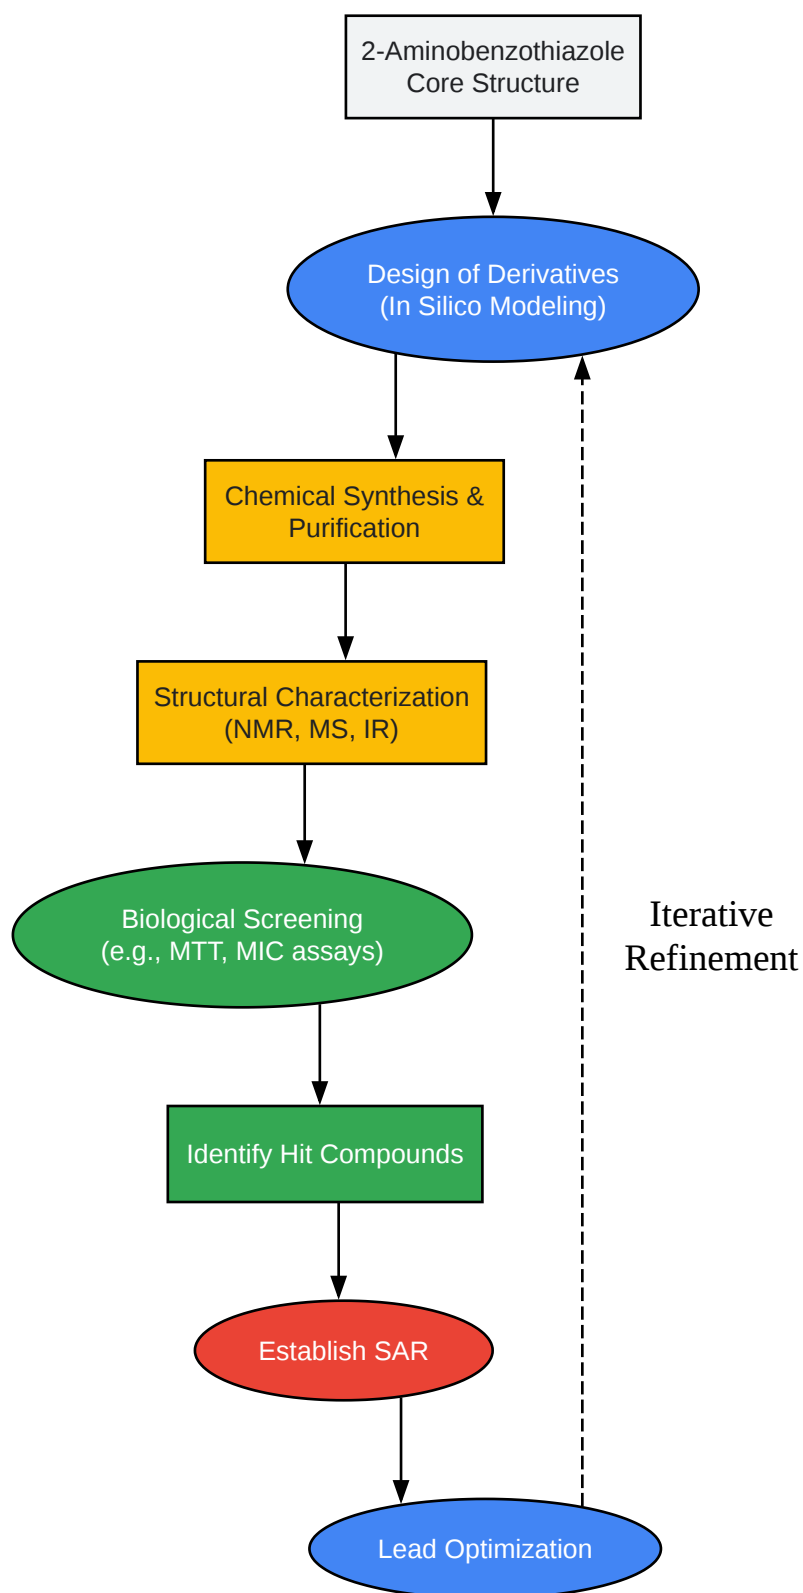 2-Aminobenzothiazole
Core Structure
Design of Derivatives
(In Silico Modeling)
Chemical Synthesis &
Purification
Structural Characterization
(NMR, MS, IR)
Biological Screening
(e.g., MTT, MIC assays)
Iterative
Refinement
Identify Hit Compounds
Establish SAR
Lead Optimization